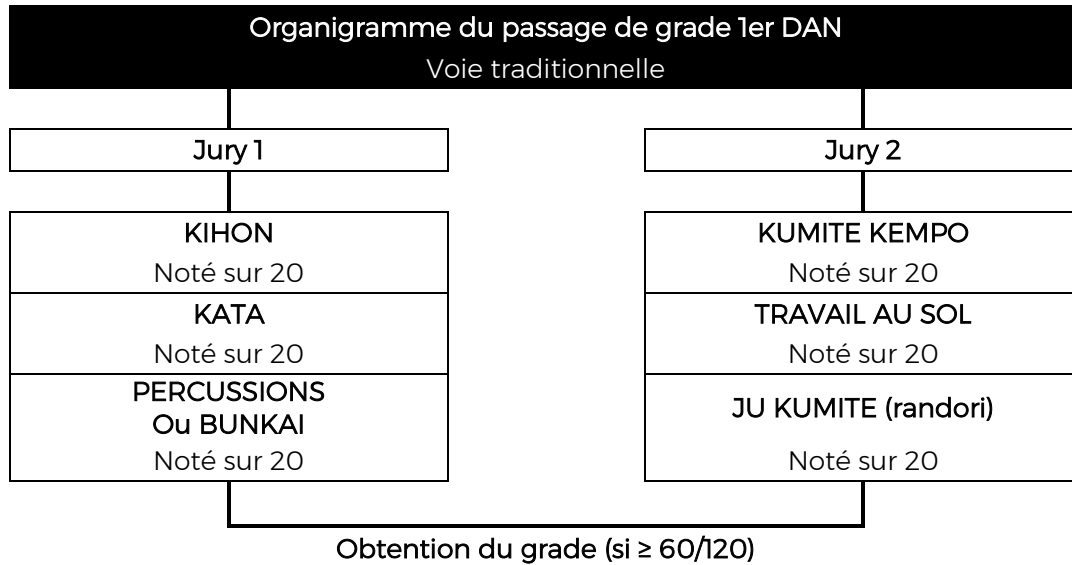 Organigramme du passage de grade 1er DAN
Voie traditionnelle
Jury 1
KIHON
Noté sur 20
KATA
Noté sur 20
PERCUSSIONS
Ou BUNKAI
Noté sur 20
Jury 2
KUMITE KEMPO
Noté sur 20
TRAVAIL AU SOL
Noté sur 20
JU KUMITE (randori)
Noté sur 20
Obtention du grade (si ≥ 60/120)